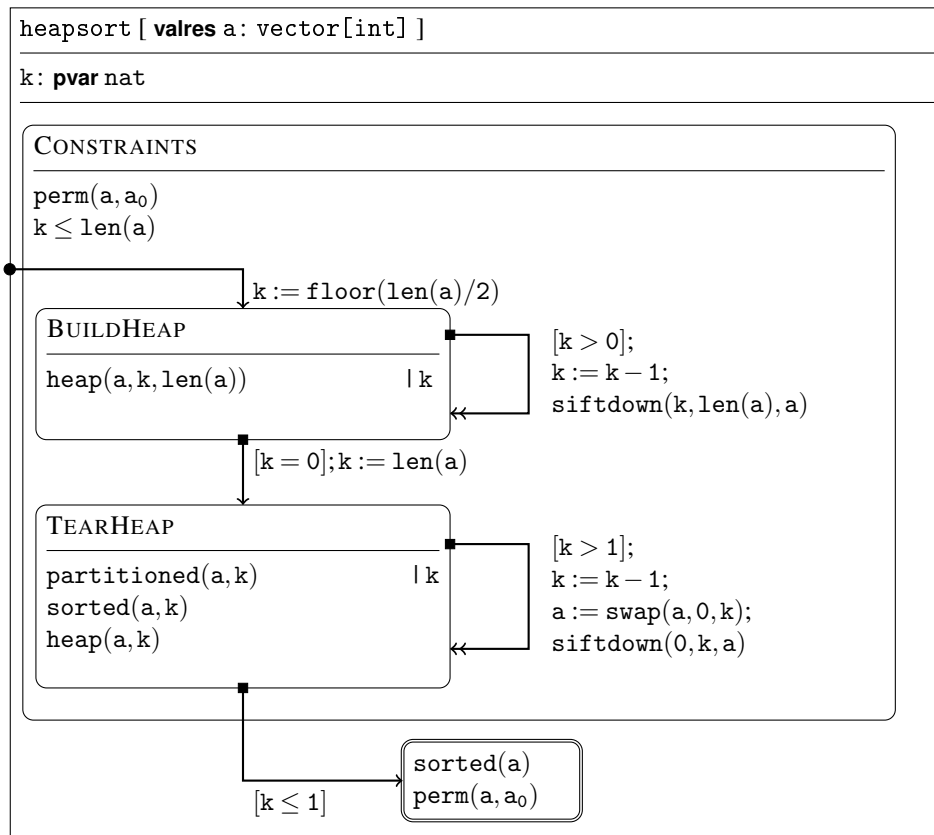 heapsort [ valres a: vector[int] ]
k: pvar nat
CONSTRAINTS
perm(a,a₀)
k ≤ len(a)
k := floor(len(a)/2)
BUILDHEAP
heap(a,k,len(a)) |k
[k > 0];
k := k − 1;
siftdown(k,len(a),a)
[k = 0];k := len(a)
TEARHEAP
partitioned(a,k) |k
sorted(a,k)
heap(a,k)
[k > 1];
k := k − 1;
a := swap(a,0,k);
siftdown(0,k,a)
[k ≤ 1]
sorted(a)
perm(a,a₀)